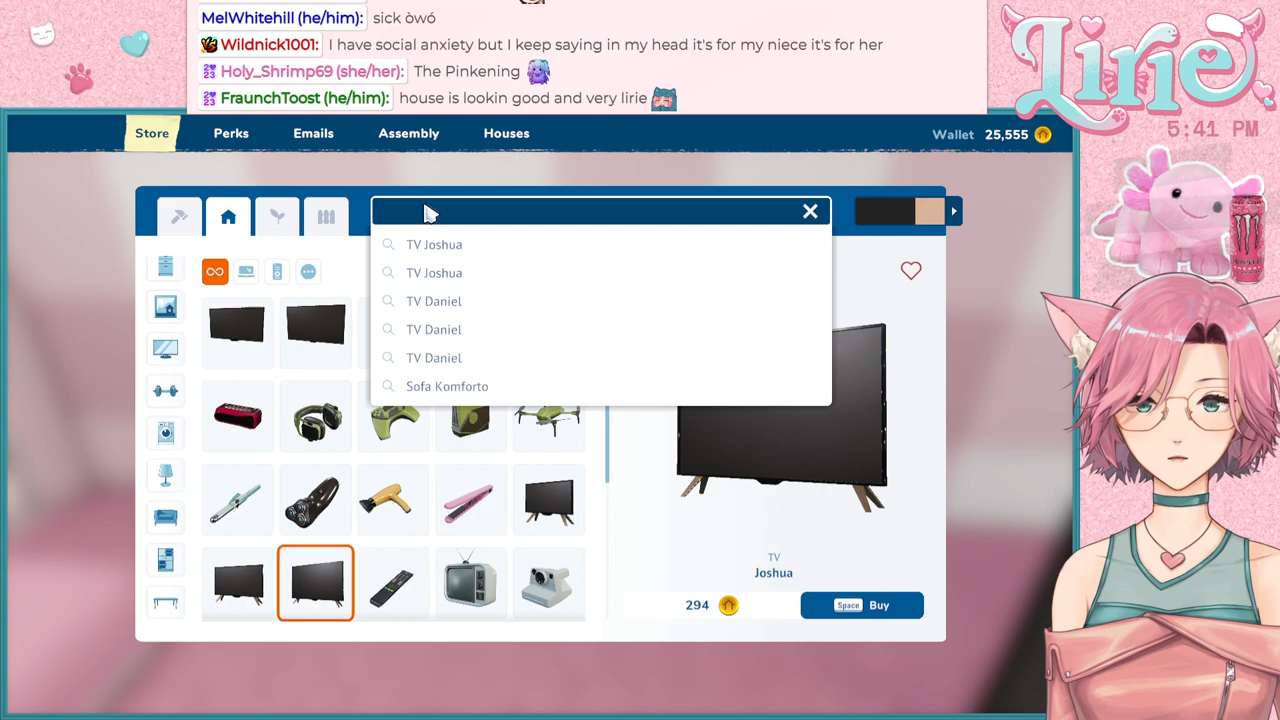 MelWhitehill (he/him): sick òwó
Wildnick1001: I have social anxiety but I keep saying in my head it's for my niece it's for her
Holy_Shrimp69 (she/her): The Pinkening
FraunchToost (he/him): house is lookin good and very lirie
Lirie
5:41 PM
Store Perks Emails Assembly Houses Wallet 25,555
TV Joshua
TV Joshua
TV Daniel
TV Daniel
TV Daniel
Sofa Komforto
TV
Joshua
294 Space Buy